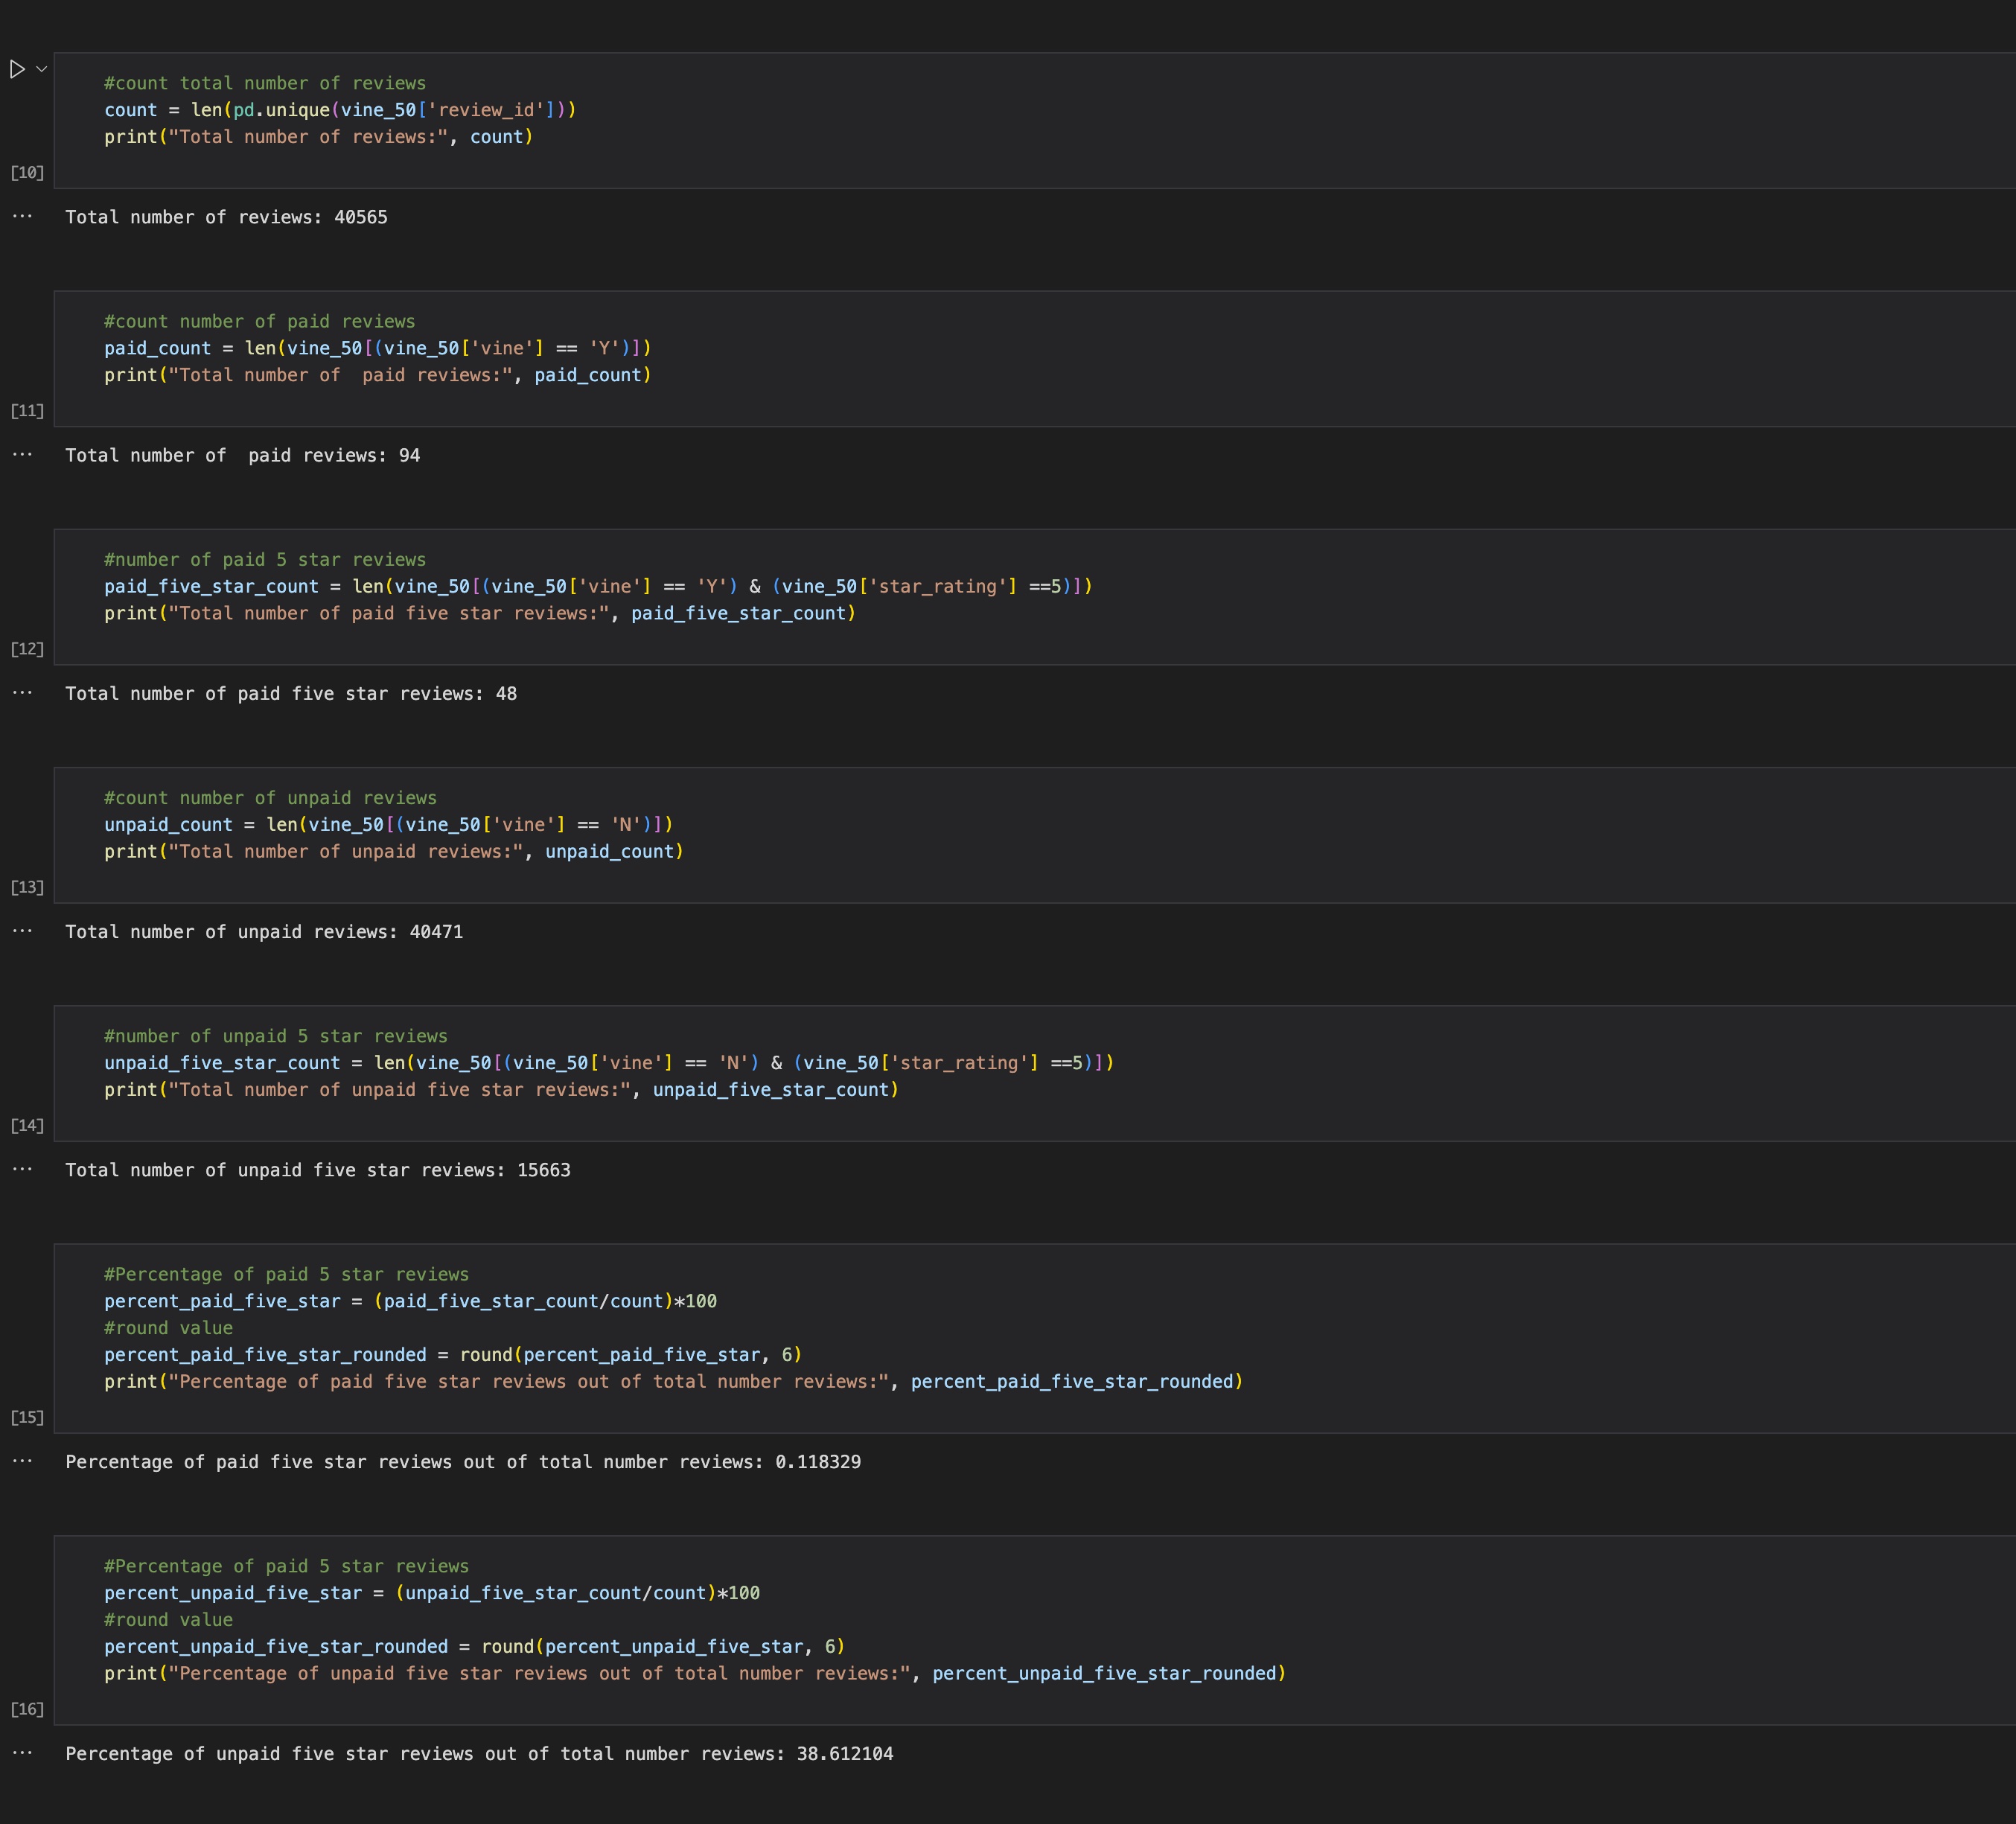 #count total number of reviews
count = len(pd.unique(vine_50['review_id']))
print("Total number of reviews:", count)
[10]
... Total number of reviews: 40565
#count number of paid reviews
paid_count = len(vine_50[(vine_50['vine'] == 'Y')])
print("Total number of  paid reviews:", paid_count)
[11]
... Total number of  paid reviews: 94
#number of paid 5 star reviews
paid_five_star_count = len(vine_50[(vine_50['vine'] == 'Y') & (vine_50['star_rating'] ==5)])
print("Total number of paid five star reviews:", paid_five_star_count)
[12]
... Total number of paid five star reviews: 48
#count number of unpaid reviews
unpaid_count = len(vine_50[(vine_50['vine'] == 'N')])
print("Total number of unpaid reviews:", unpaid_count)
[13]
... Total number of unpaid reviews: 40471
#number of unpaid 5 star reviews
unpaid_five_star_count = len(vine_50[(vine_50['vine'] == 'N') & (vine_50['star_rating'] ==5)])
print("Total number of unpaid five star reviews:", unpaid_five_star_count)
[14]
... Total number of unpaid five star reviews: 15663
#Percentage of paid 5 star reviews
percent_paid_five_star = (paid_five_star_count/count)*100
#round value
percent_paid_five_star_rounded = round(percent_paid_five_star, 6)
print("Percentage of paid five star reviews out of total number reviews:", percent_paid_five_star_rounded)
[15]
... Percentage of paid five star reviews out of total number reviews: 0.118329
#Percentage of paid 5 star reviews
percent_unpaid_five_star = (unpaid_five_star_count/count)*100
#round value
percent_unpaid_five_star_rounded = round(percent_unpaid_five_star, 6)
print("Percentage of unpaid five star reviews out of total number reviews:", percent_unpaid_five_star_rounded)
[16]
... Percentage of unpaid five star reviews out of total number reviews: 38.612104